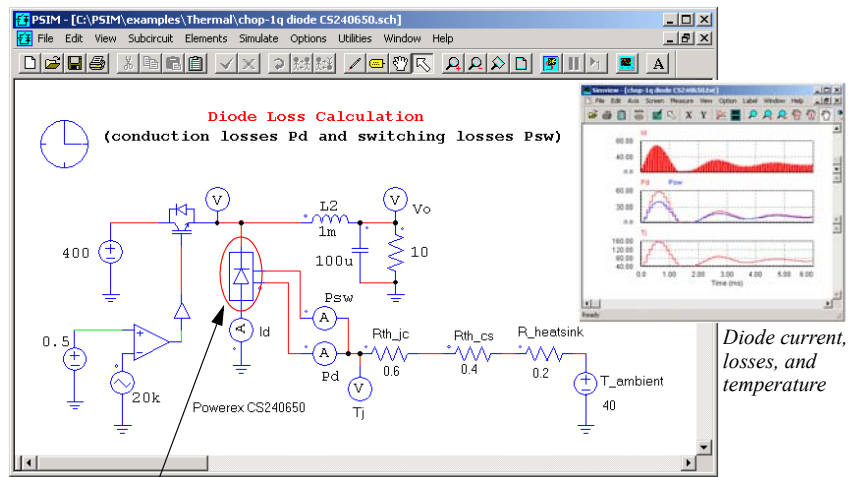 PSIM - [C:\PSIM\examples\Thermal\chop-1q diode CS240650.sch]
File Edit View Subcircuit Elements Simulate Options Utilities Window Help
A
Diode Loss Calculation
(conduction losses Pd and switching losses Psw)
V
V
Vo
L2
1m
400
100u
10
Psw
A
A
Id
0.5
A
Pd
Rth_jc
0.6
Rth_cs
0.4
R_heatsink
0.2
V
Tj
T_ambient
40
20k
Powerex CS240650
Simview - [chop-1q diode CS240650.txt]
File Edit Axis Screen Measure View Option Label Window Help
X Y
Id
60.00
40.00
0.0
Pd Psw
60.00
30.00
0.0
Tj
160.00
120.00
80.00
40.00
0.0 1.00 2.00 3.00 4.00 5.00 6.00
Time (ms)
Ready
Diode current,
losses, and
temperature